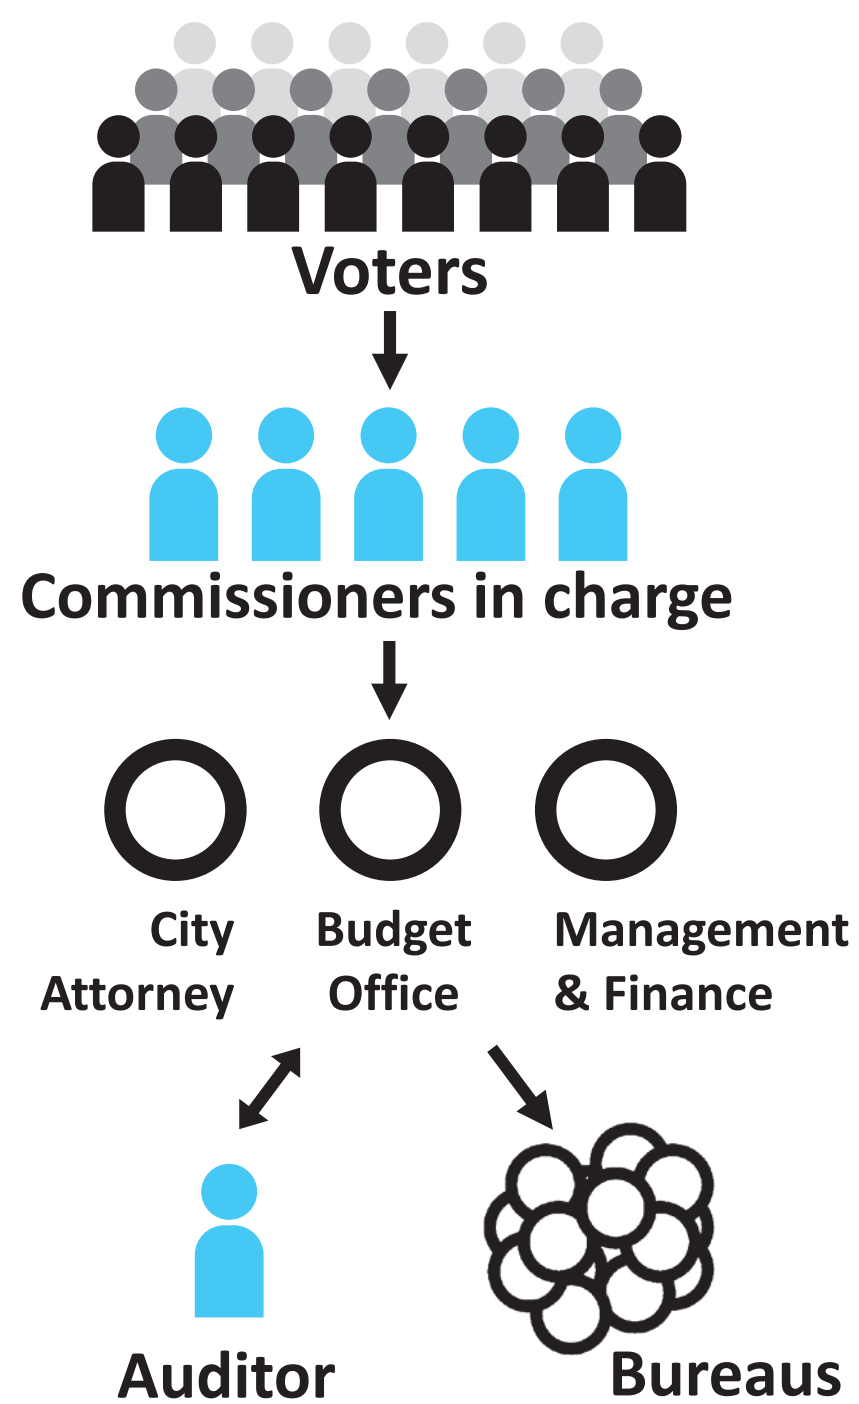 Voters
Commissioners in charge
City
Attorney
Budget
Office
Management
& Finance
Auditor
Bureaus